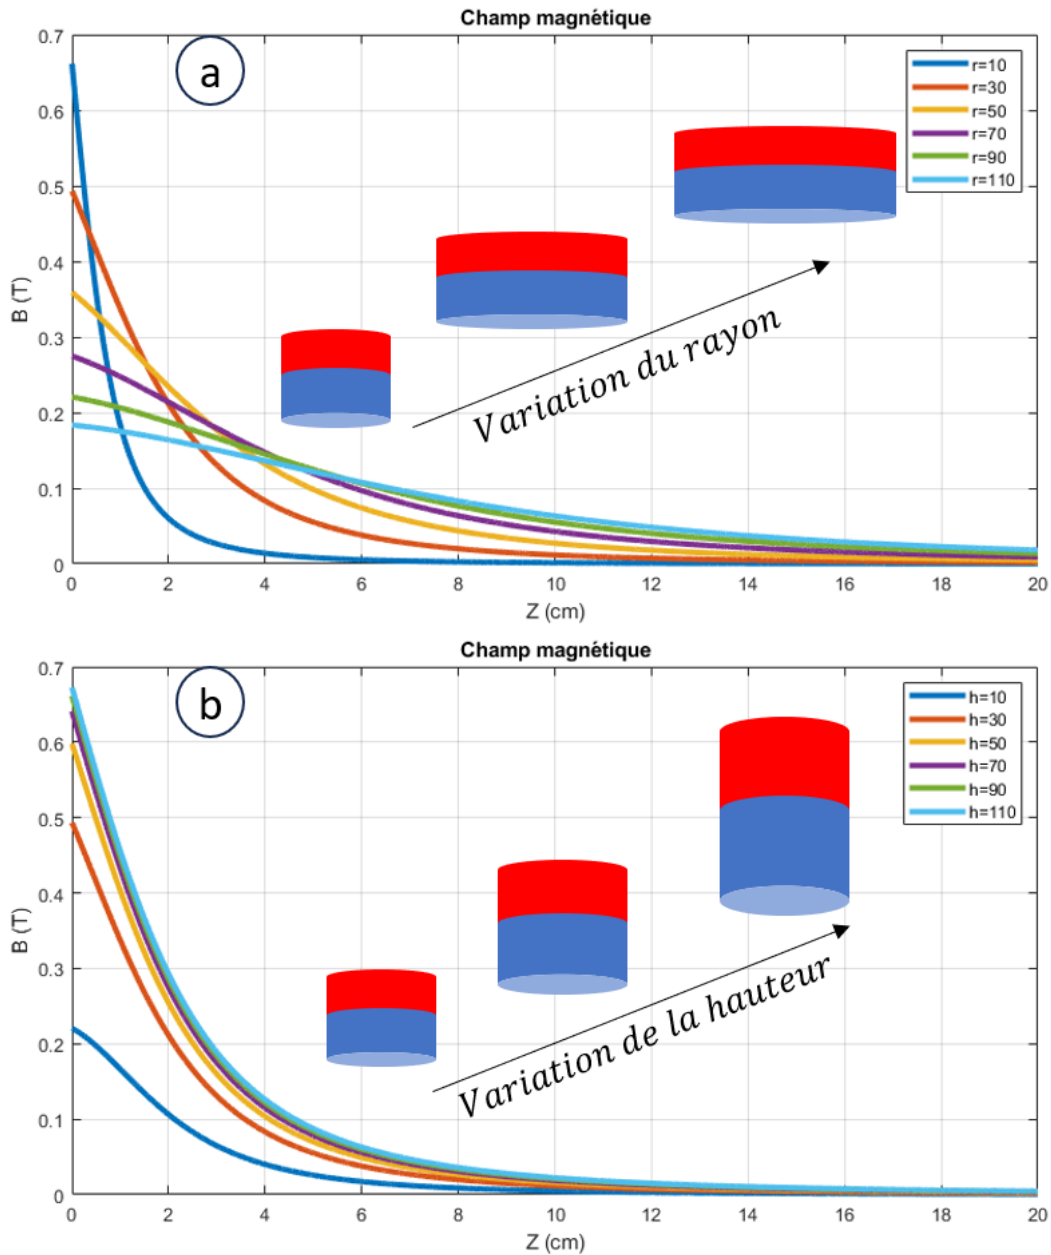 Champ magnétique
a
0.7
0.6
0.5
0.4
0.3
0.2
0.1
0
B (T)
r=10
r=30
r=50
r=70
r=90
r=110
Variation du rayon
0 2 4 6 8 10 12 14 16 18 20
Z (cm)
Champ magnétique
b
0.7
0.6
0.5
0.4
0.3
0.2
0.1
0
B (T)
h=10
h=30
h=50
h=70
h=90
h=110
Variation de la hauteur
0 2 4 6 8 10 12 14 16 18 20
Z (cm)